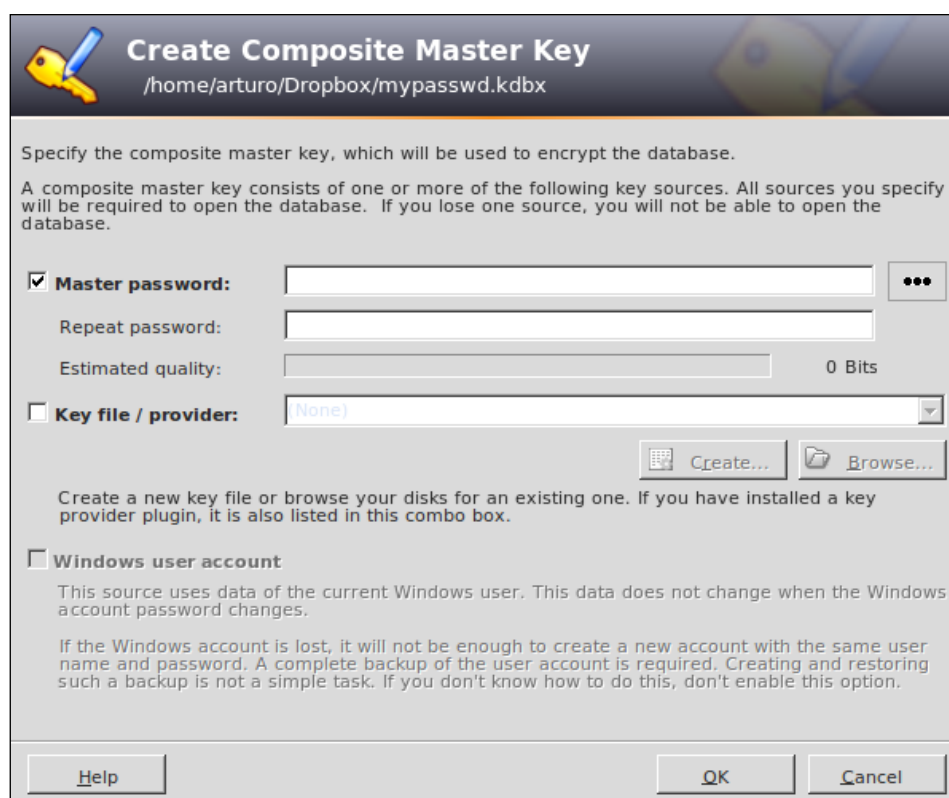 Create Composite Master Key
/home/arturo/Dropbox/mypasswd.kdbx
Specify the composite master key, which will be used to encrypt the database.
A composite master key consists of one or more of the following key sources. All sources you specify
will be required to open the database.  If you lose one source, you will not be able to open the
database.
Master password:
•••
Repeat password:
Estimated quality:
0 Bits
Key file / provider:
(None)
Create...
Browse...
Create a new key file or browse your disks for an existing one. If you have installed a key
provider plugin, it is also listed in this combo box.
Windows user account
This source uses data of the current Windows user. This data does not change when the Windows
account password changes.
If the Windows account is lost, it will not be enough to create a new account with the same user
name and password. A complete backup of the user account is required. Creating and restoring
such a backup is not a simple task. If you don't know how to do this, don't enable this option.
Help
OK
Cancel